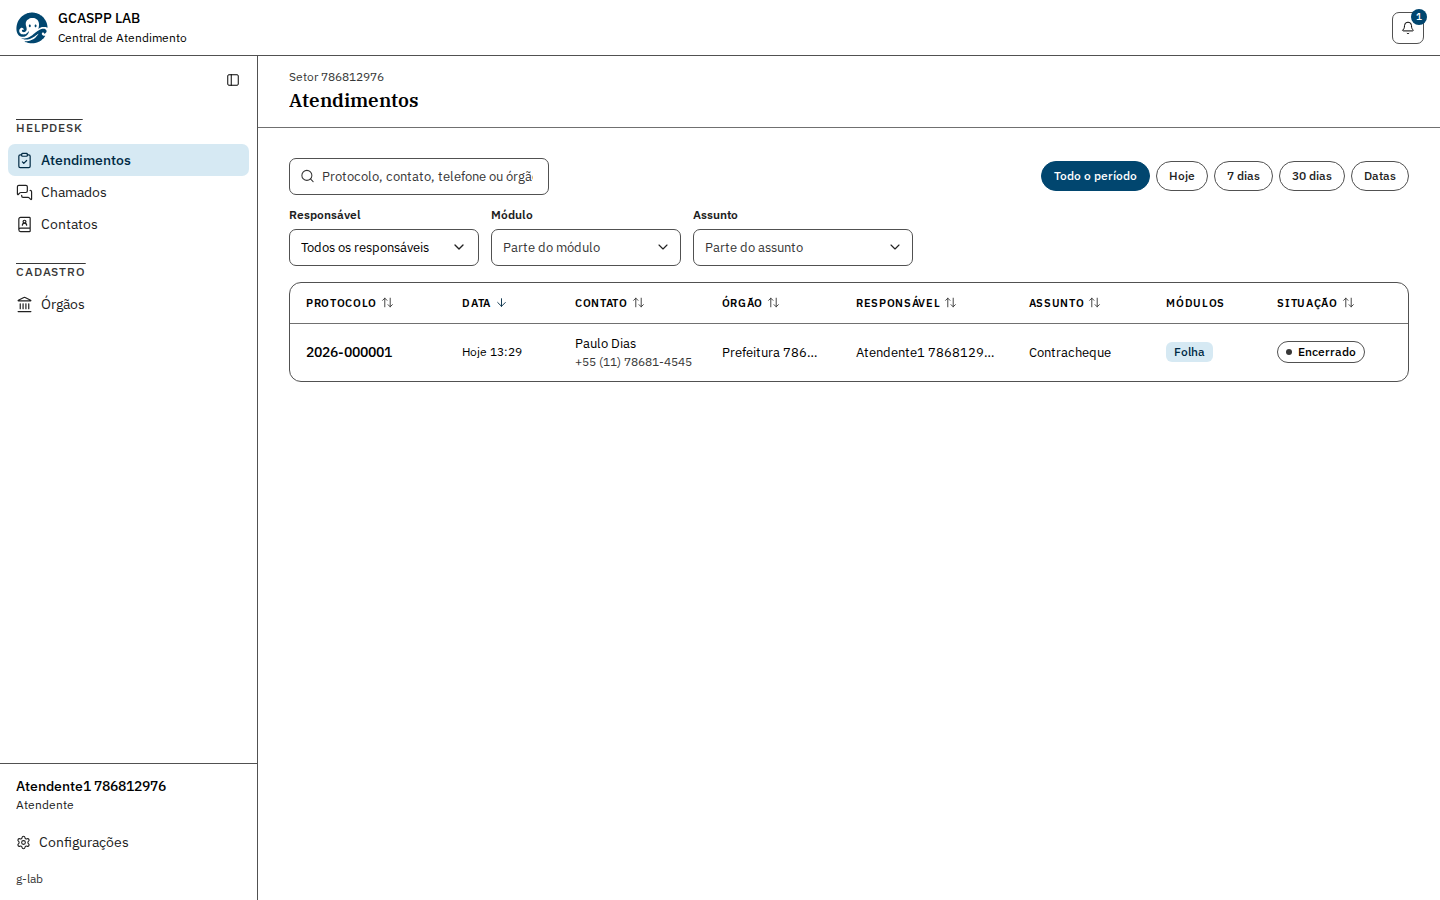 GCASPP LAB
Central de Atendimento
1
HELPDESK
Atendimentos
Chamados
Contatos
CADASTRO
Órgãos
Atendente1 786812976
Atendente
Configurações
g-lab
Setor 786812976
Atendimentos
Protocolo, contato, telefone ou órgã
Todo o período Hoje 7 dias 30 dias Datas
Responsável Módulo Assunto
Todos os responsáveis Parte do módulo Parte do assunto
PROTOCOLO DATA CONTATO ÓRGÃO RESPONSÁVEL ASSUNTO MÓDULOS SITUAÇÃO
2026-000001 Hoje 13:29 Paulo Dias Prefeitura 786... Atendente1 7868129... Contracheque Folha Encerrado
+55 (11) 78681-4545